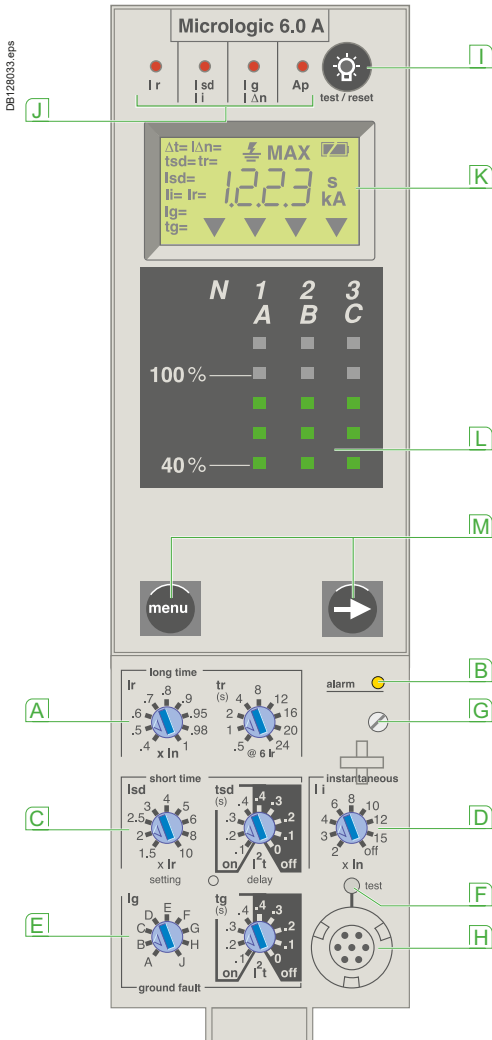 DB128033.eps
Micrologic 6.0 A
I r
I sd
I i
I g
I Δn
Ap
test / reset
I
J
Δt= IΔn=
tsd= tr=
Isd=
Ii= Ir=
Ig=
tg=
MAX
1.2.2.3
s
kA
K
N 1 2 3
A B C
100 %
40 %
L
M
menu
long time
Ir
.4 .5 .6 .7 .8 .9 .95 .98 1
x In
tr
(s)
.5 1 2 4 8 12 16 20 24
@ 6 Ir
alarm
B
A
G
short time
Isd
1.5 2 2.5 3 4 5 6 8 10
x Ir
tsd
(s)
.1 .2 .3 .4 .4 .3 .2 .1 0
on I²t off
instantaneous
I i
2 3 4 6 8 10 12 15 off
x In
C
D
setting
delay
test
F
Ig
A B C D E F G H J
tg
(s)
.1 .2 .3 .4 .4 .3 .2 .1 0
on I²t off
E
H
ground fault